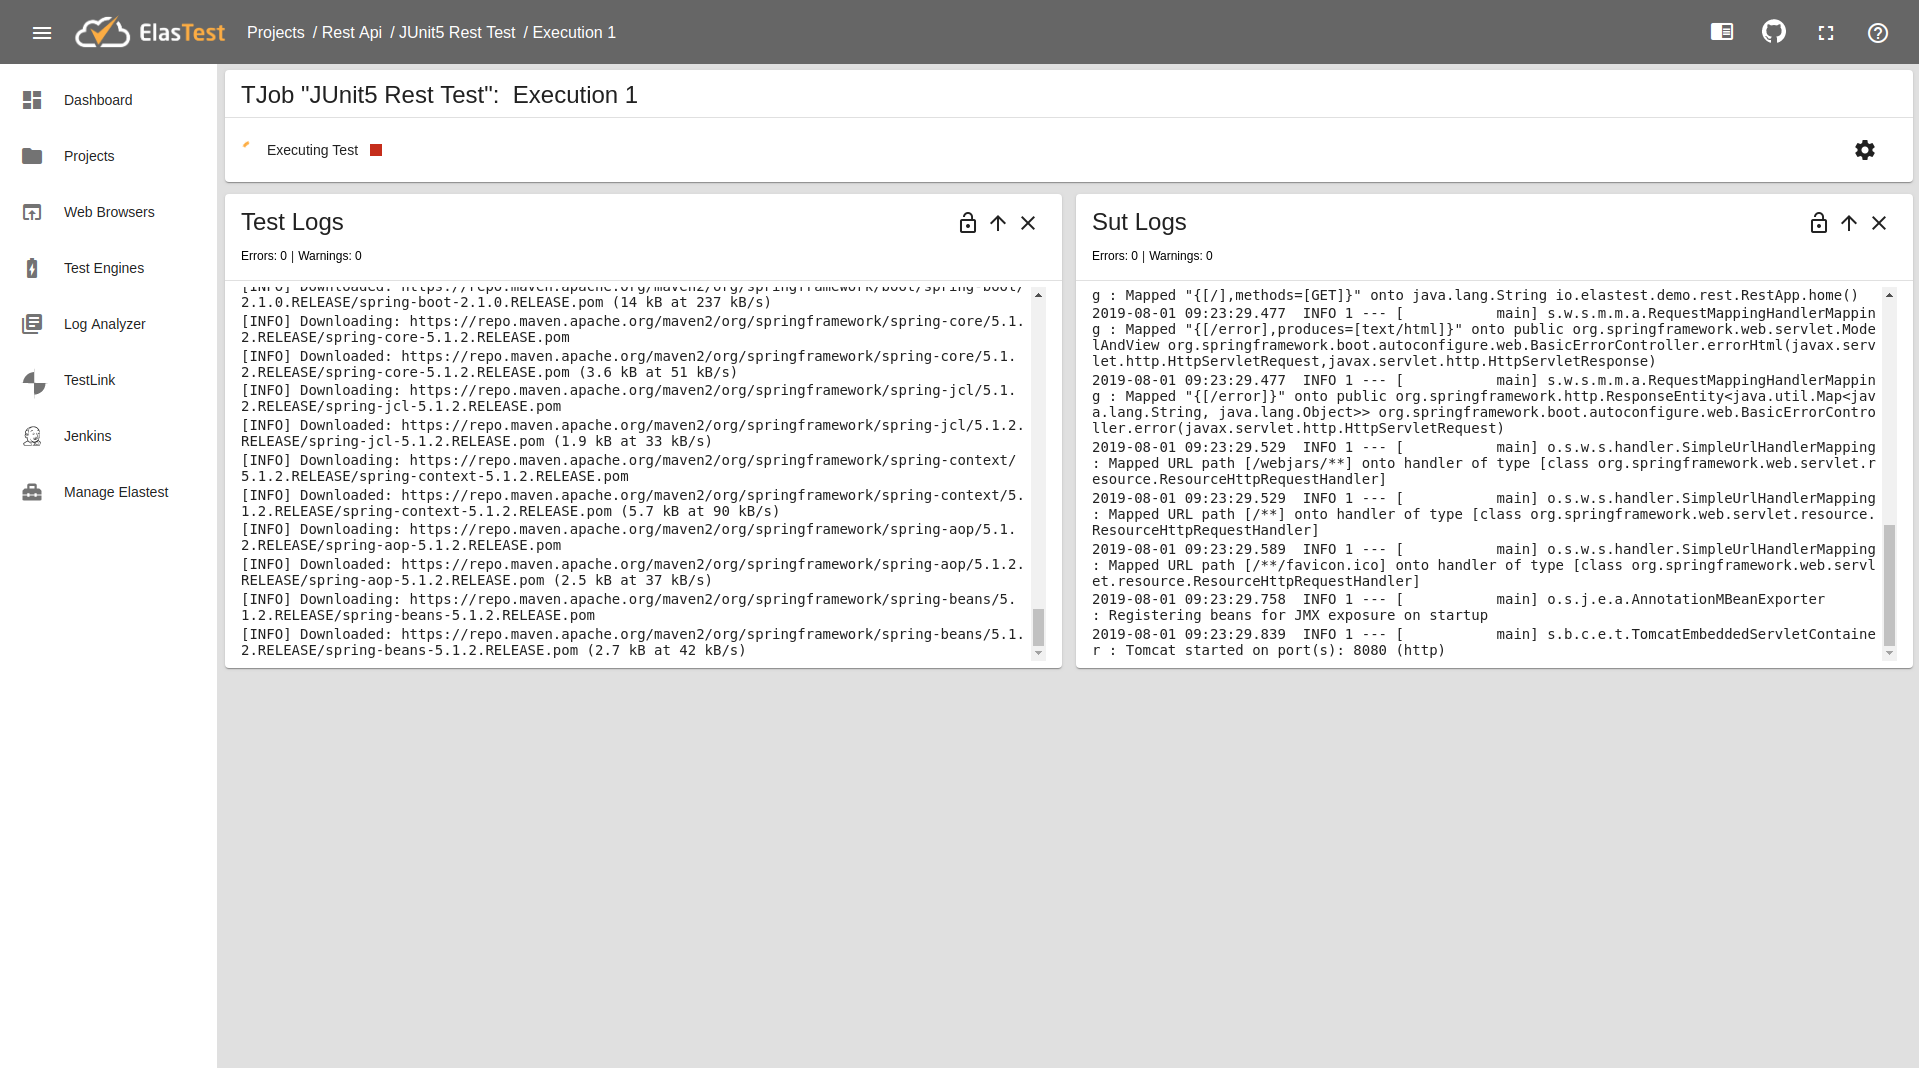 ElasTest
Projects / Rest Api / JUnit5 Rest Test / Execution 1
Dashboard
Projects
Web Browsers
Test Engines
Log Analyzer
TestLink
Jenkins
Manage Elastest
TJob "JUnit5 Rest Test": Execution 1
Executing Test
Test Logs
Errors: 0 | Warnings: 0
[INFO] Downloaded: https://repo.maven.apache.org/maven2/org/springframework/boot/spring-boot/
2.1.0.RELEASE/spring-boot-2.1.0.RELEASE.pom (14 kB at 237 kB/s)
[INFO] Downloading: https://repo.maven.apache.org/maven2/org/springframework/spring-core/5.1.
2.RELEASE/spring-core-5.1.2.RELEASE.pom
[INFO] Downloaded: https://repo.maven.apache.org/maven2/org/springframework/spring-core/5.1.
2.RELEASE/spring-core-5.1.2.RELEASE.pom (3.6 kB at 51 kB/s)
[INFO] Downloading: https://repo.maven.apache.org/maven2/org/springframework/spring-jcl/5.1.
2.RELEASE/spring-jcl-5.1.2.RELEASE.pom
[INFO] Downloaded: https://repo.maven.apache.org/maven2/org/springframework/spring-jcl/5.1.2.
RELEASE/spring-jcl-5.1.2.RELEASE.pom (1.9 kB at 33 kB/s)
[INFO] Downloading: https://repo.maven.apache.org/maven2/org/springframework/spring-context/
5.1.2.RELEASE/spring-context-5.1.2.RELEASE.pom
[INFO] Downloaded: https://repo.maven.apache.org/maven2/org/springframework/spring-context/5.
1.2.RELEASE/spring-context-5.1.2.RELEASE.pom (5.7 kB at 90 kB/s)
[INFO] Downloading: https://repo.maven.apache.org/maven2/org/springframework/spring-aop/5.1.
2.RELEASE/spring-aop-5.1.2.RELEASE.pom
[INFO] Downloaded: https://repo.maven.apache.org/maven2/org/springframework/spring-aop/5.1.2.
RELEASE/spring-aop-5.1.2.RELEASE.pom (2.5 kB at 37 kB/s)
[INFO] Downloading: https://repo.maven.apache.org/maven2/org/springframework/spring-beans/5.
1.2.RELEASE/spring-beans-5.1.2.RELEASE.pom
[INFO] Downloaded: https://repo.maven.apache.org/maven2/org/springframework/spring-beans/5.1.
2.RELEASE/spring-beans-5.1.2.RELEASE.pom (2.7 kB at 42 kB/s)
Sut Logs
Errors: 0 | Warnings: 0
g : Mapped "{[/],methods=[GET]}" onto java.lang.String io.elastest.demo.rest.RestApp.home()
2019-08-01 09:23:29.477  INFO 1 --- [           main] s.w.s.m.m.a.RequestMappingHandlerMappin
g : Mapped "{[/error],produces=[text/html]}" onto public org.springframework.web.servlet.Mode
lAndView org.springframework.boot.autoconfigure.web.BasicErrorController.errorHtml(javax.serv
let.http.HttpServletRequest,javax.servlet.http.HttpServletResponse)
2019-08-01 09:23:29.477  INFO 1 --- [           main] s.w.s.m.m.a.RequestMappingHandlerMappin
g : Mapped "{[/error]}" onto public org.springframework.http.ResponseEntity<java.util.Map<jav
a.lang.String, java.lang.Object>> org.springframework.boot.autoconfigure.web.BasicErrorContro
ller.error(javax.servlet.http.HttpServletRequest)
2019-08-01 09:23:29.529  INFO 1 --- [           main] o.s.w.s.handler.SimpleUrlHandlerMapping
: Mapped URL path [/webjars/**] onto handler of type [class org.springframework.web.servlet.r
esource.ResourceHttpRequestHandler]
2019-08-01 09:23:29.529  INFO 1 --- [           main] o.s.w.s.handler.SimpleUrlHandlerMapping
: Mapped URL path [/**] onto handler of type [class org.springframework.web.servlet.resource.
ResourceHttpRequestHandler]
2019-08-01 09:23:29.589  INFO 1 --- [           main] o.s.w.s.handler.SimpleUrlHandlerMapping
: Mapped URL path [/**/favicon.ico] onto handler of type [class org.springframework.web.servl
et.resource.ResourceHttpRequestHandler]
2019-08-01 09:23:29.758  INFO 1 --- [           main] o.s.j.e.a.AnnotationMBeanExporter
: Registering beans for JMX exposure on startup
2019-08-01 09:23:29.839  INFO 1 --- [           main] s.b.c.e.t.TomcatEmbeddedServletContaine
r : Tomcat started on port(s): 8080 (http)